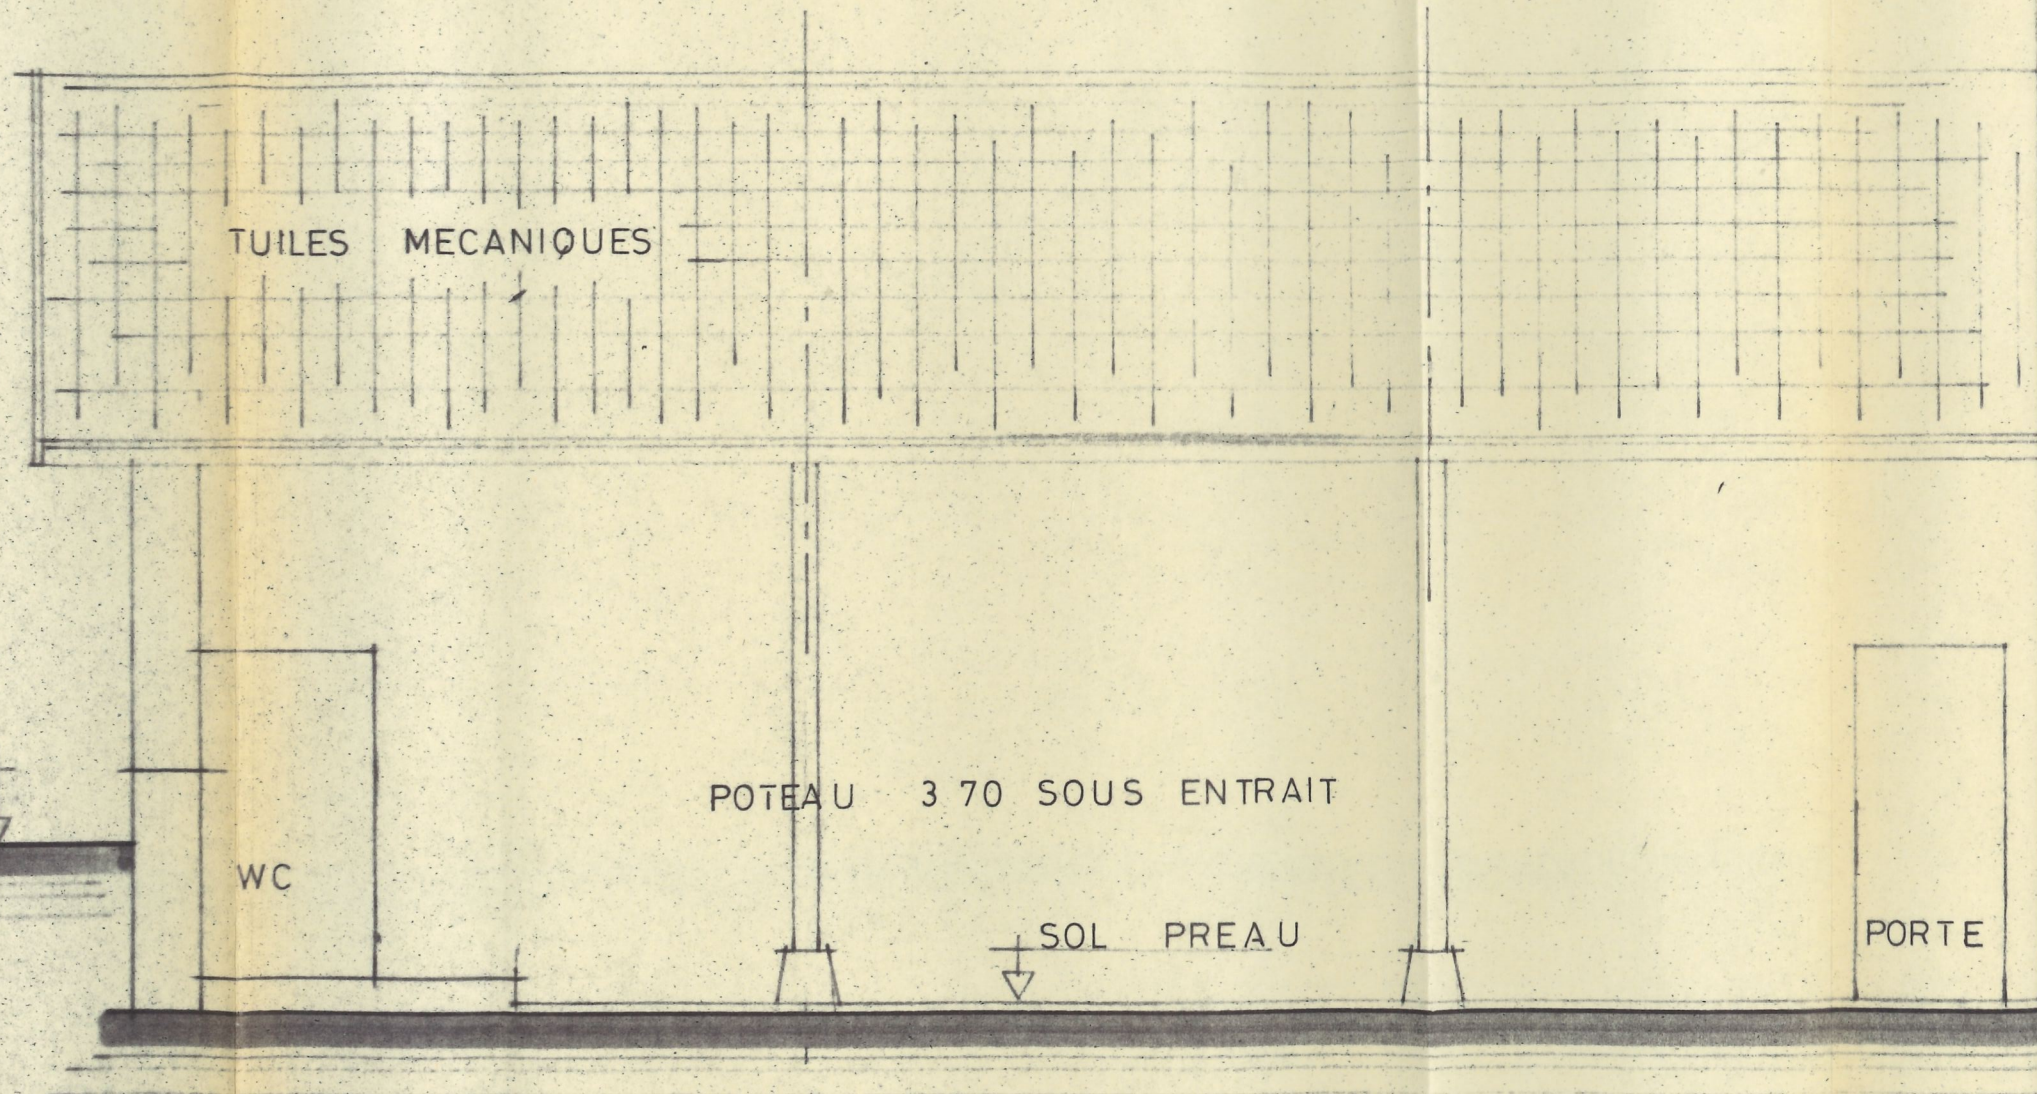 TUILES MECANIQUES
POTEAU 3 70 SOUS ENTRAIT
WC
SOL PREAU
PORTE